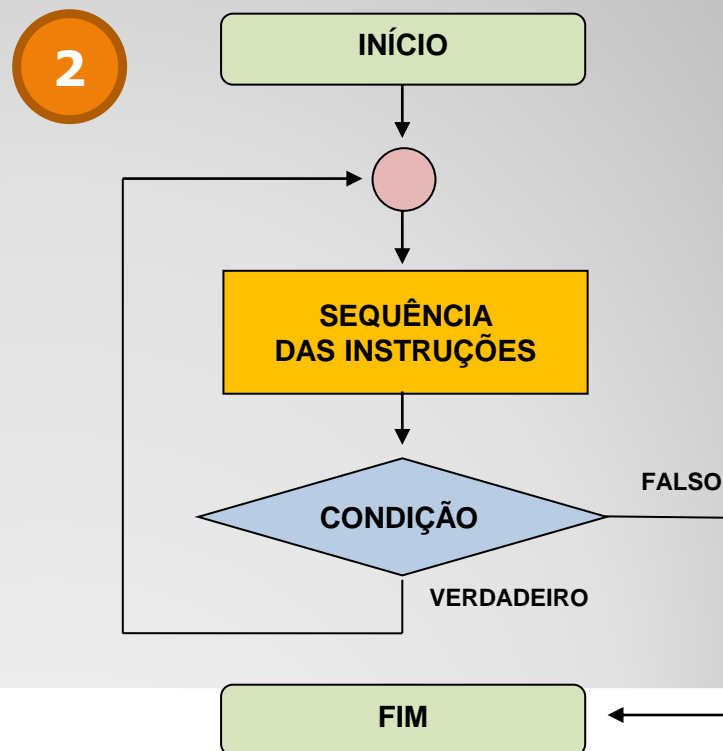 2
INÍCIO
SEQUÊNCIA
DAS INSTRUÇÕES
FALSO
CONDIÇÃO
VERDADEIRO
FIM